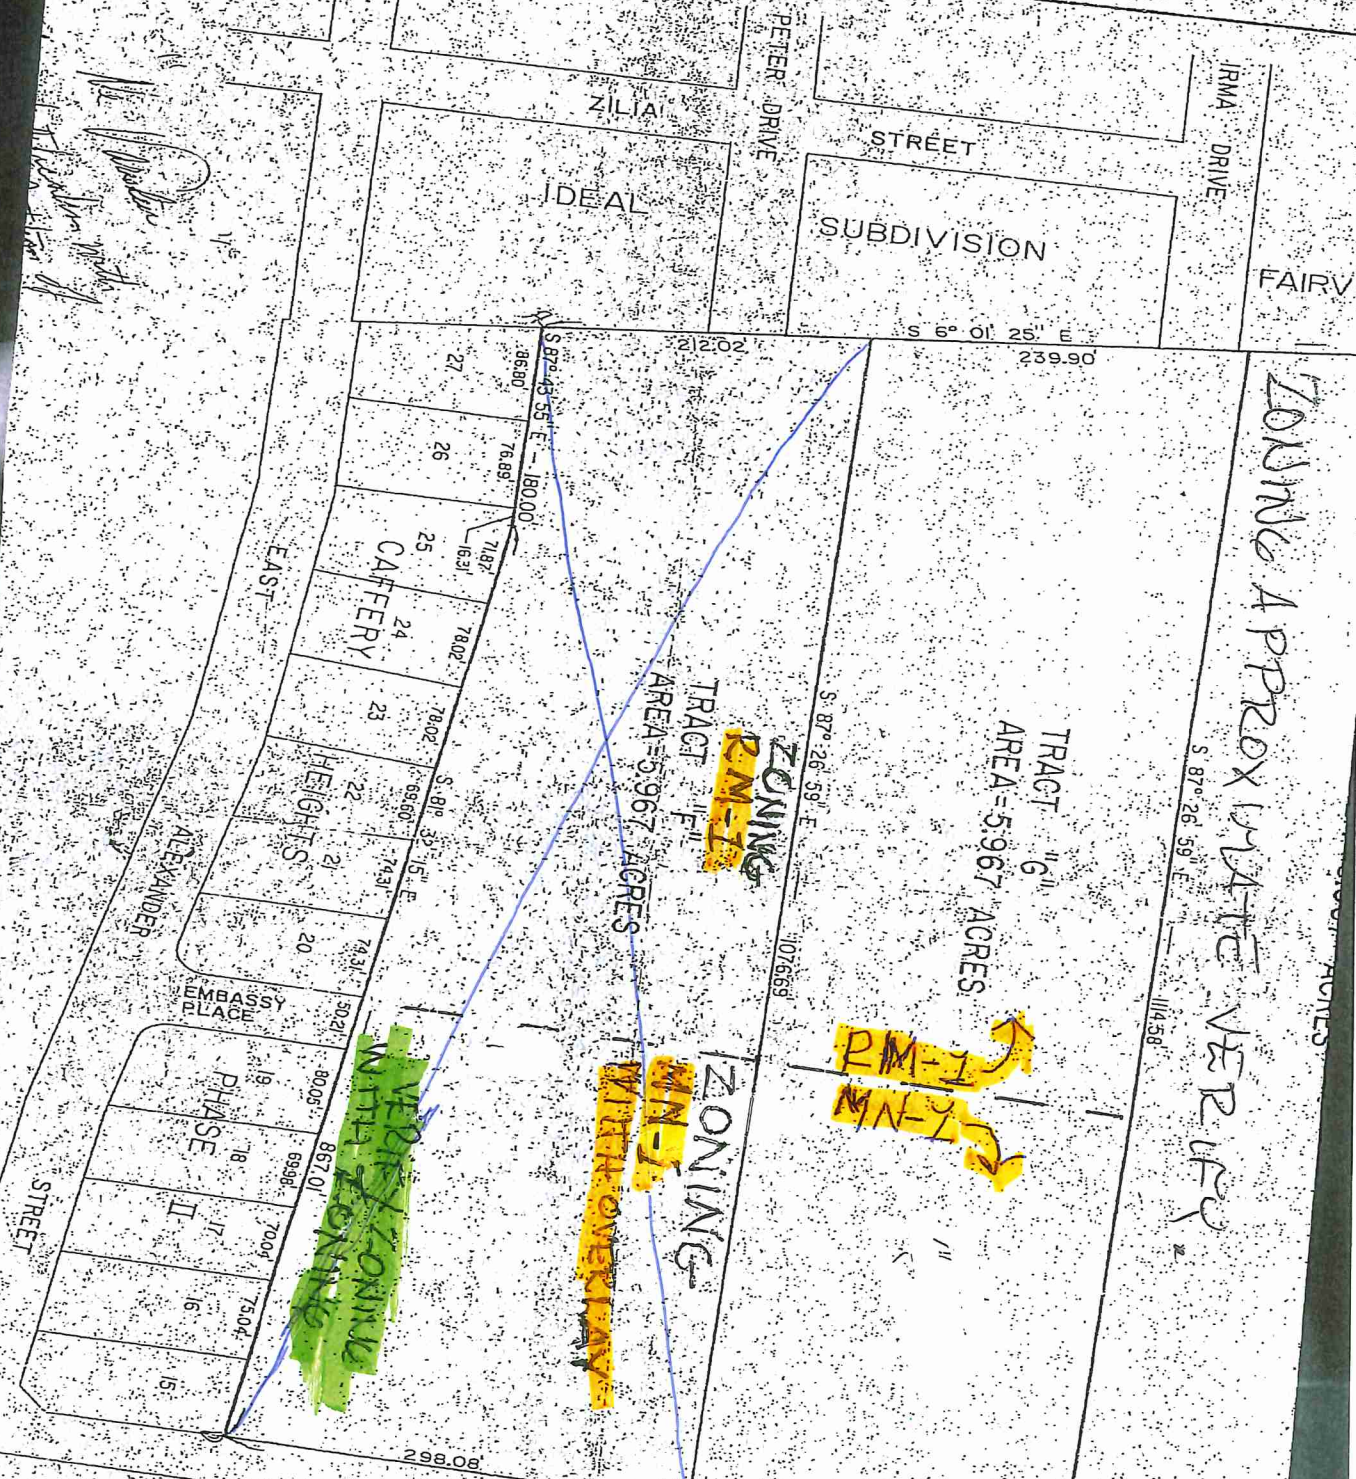 PETER DRIVE
IRMA DRIVE
ZILIA
STREET
IDEAL
SUBDIVISION
FAIRV
S 6° 01' 25" E
212.02'
239.90'
S 87° 43' 55" E - 180.00'
86.80'
76.89'
71.87'
16.31'
78.02'
78.02'
69.60'
74.31'
74.31'
50.21'
80.05'
69.98'
70.04'
75.04'
27
26
25
24
23
22
21
20
19
18
17
16
15
CAFFERY
HEIGHTS
PHASE II
EAST
ALEXANDER
STREET
EMBASSY
PLACE
S 81° 32' 15" E
867.01'
298.08'
TRACT "F"
AREA=5.967 ACRES
ZONING
RM-1
S 87° 26' 59" E
1076.69'
TRACT "G"
AREA=5.967 ACRES
RM-1
MN-1
ZONING
MN-1
WITH OVERLAY
VERIFY ZONING
WITH ZONING
S 87° 26' 59" E
1114.58'
ZONING APPROXIMATE VERIFY
ACRES